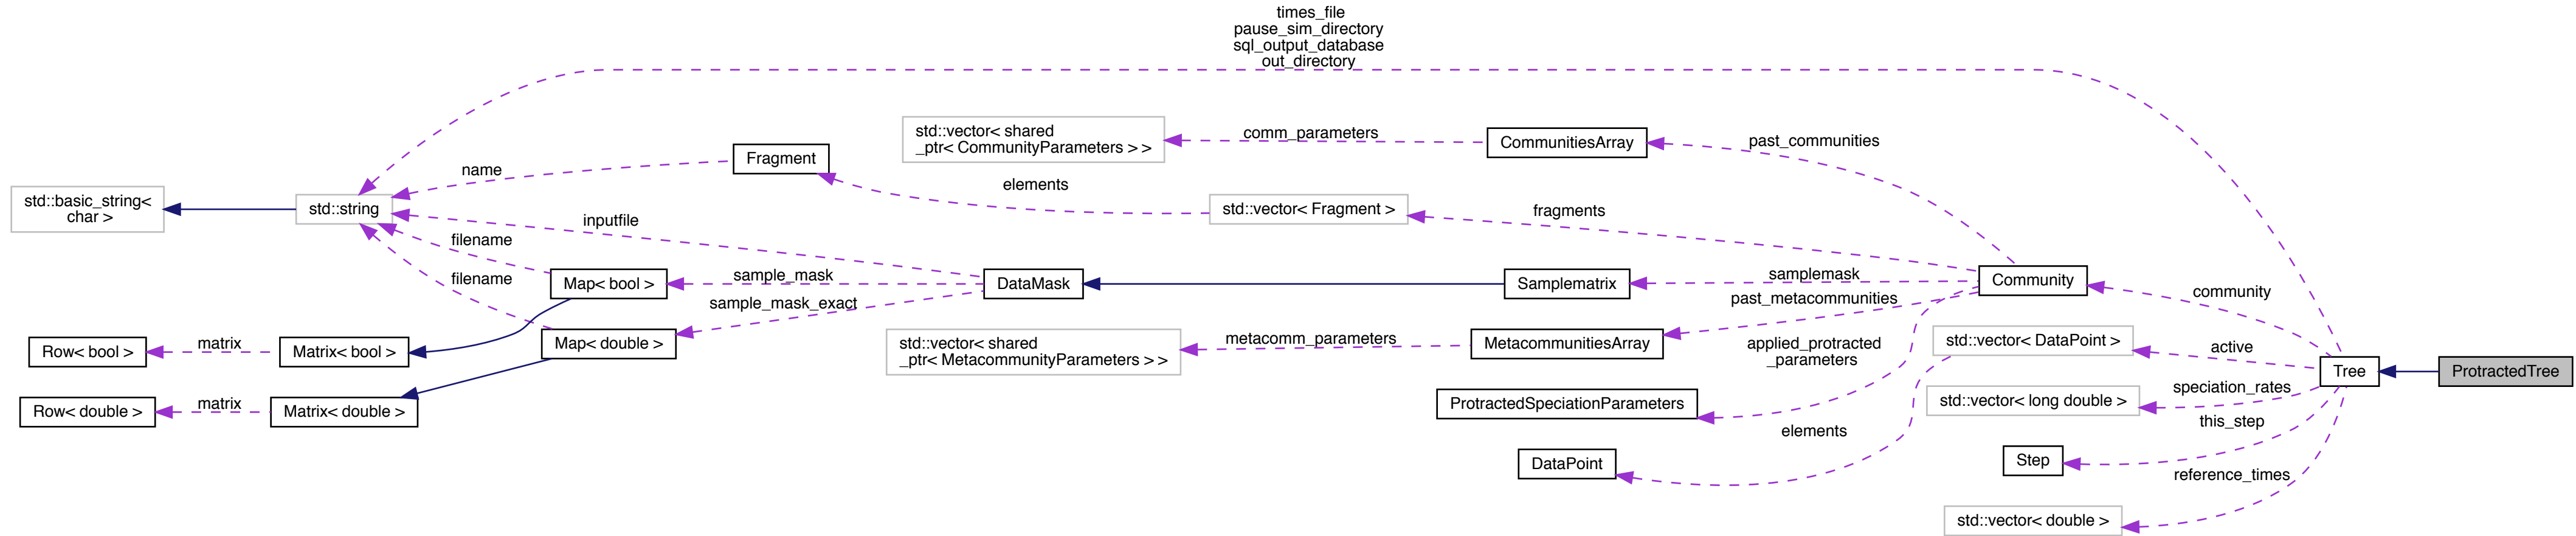 times_file
pause_sim_directory
sql_output_database
out_directory
std::vector< shared
_ptr< CommunityParameters > >
comm_parameters
CommunitiesArray
past_communities
Fragment
name
elements
std::basic_string<
char >
std::string
inputfile
std::vector< Fragment >
fragments
filename
filename
Map< bool >
sample_mask
DataMask
Samplematrix
samplemask
Community
community
sample_mask_exact
past_metacommunities
Row< bool >
matrix
Matrix< bool >
Map< double >
std::vector< shared
_ptr< MetacommunityParameters > >
metacomm_parameters
MetacommunitiesArray
applied_protracted
_parameters
std::vector< DataPoint >
active
Tree
ProtractedTree
Row< double >
matrix
Matrix< double >
ProtractedSpeciationParameters
std::vector< long double >
speciation_rates
elements
this_step
DataPoint
Step
reference_times
std::vector< double >